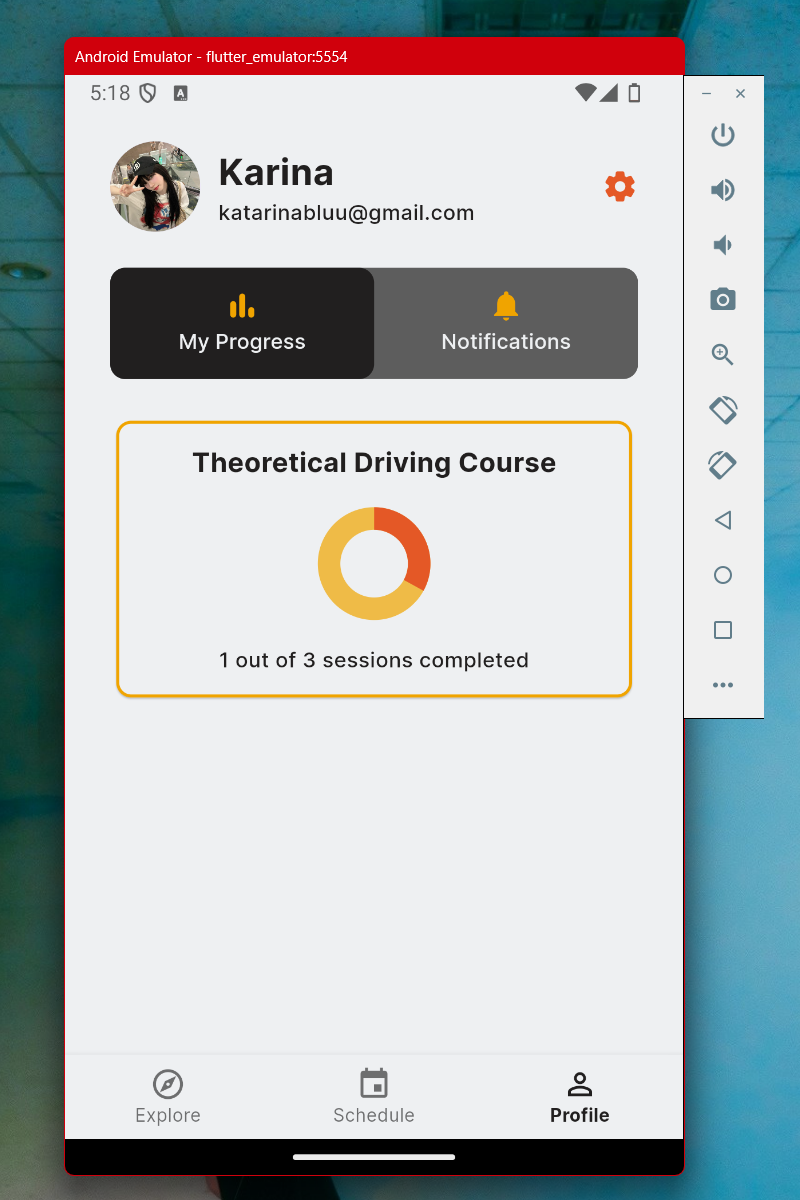 Android Emulator - flutter_emulator:5554
5:18
A
Karina
katarinabluu@gmail.com
My Progress
Notifications
Theoretical Driving Course
1 out of 3 sessions completed
Explore
Schedule
Profile